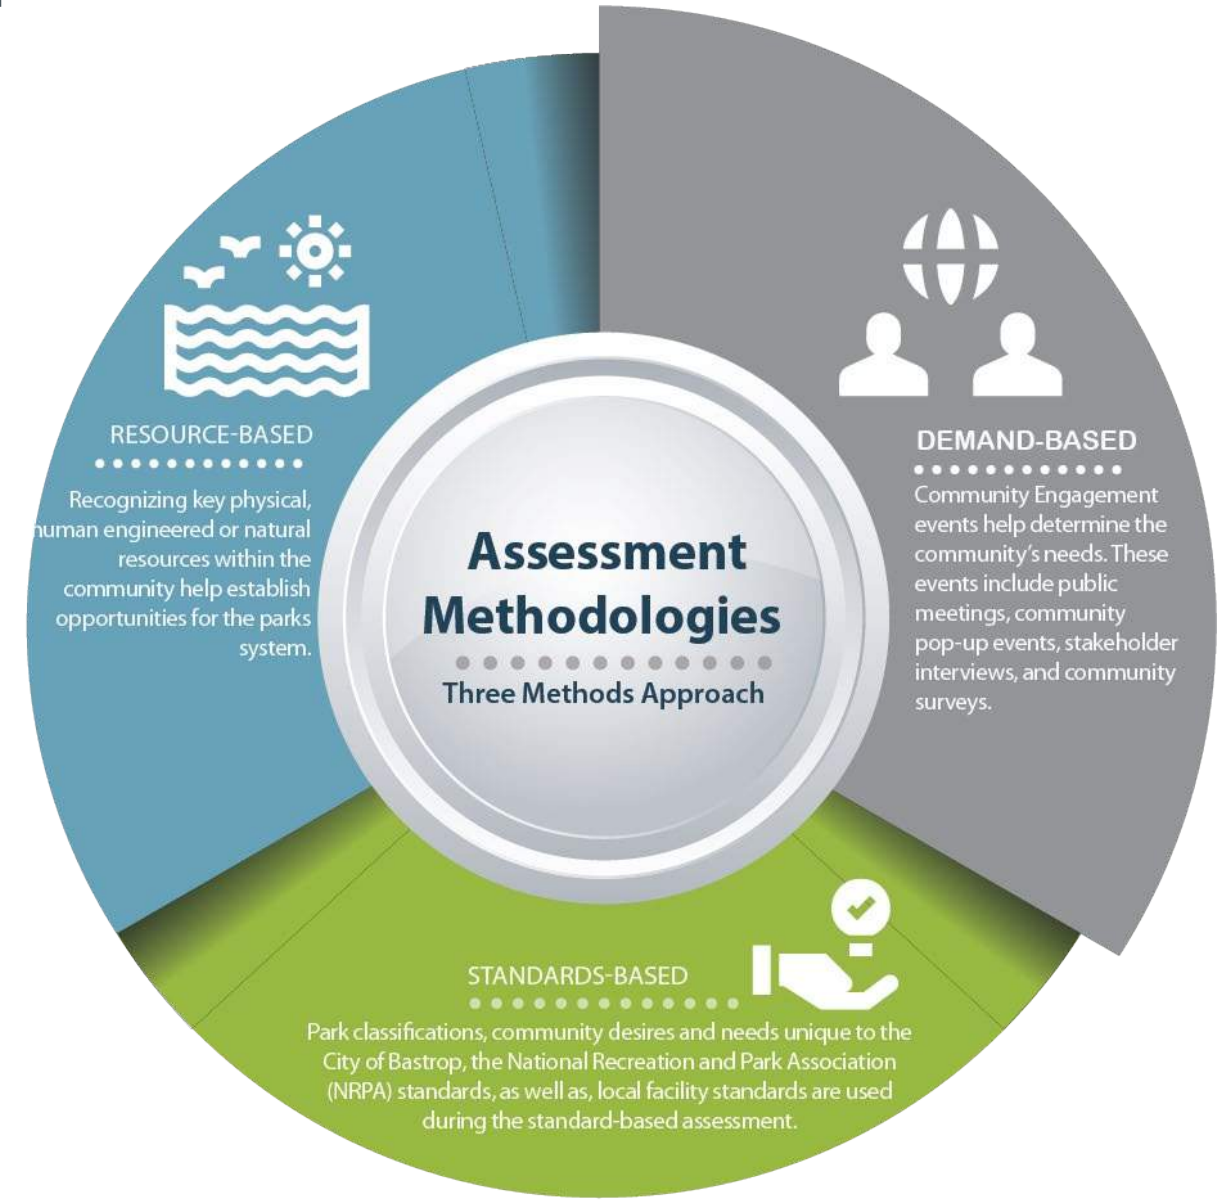 Assessment
Methodologies
Three Methods Approach
RESOURCE-BASED
Recognizing key physical,
human engineered or natural
resources within the
community help establish
opportunities for the parks
system.
DEMAND-BASED
Community Engagement
events help determine the
community's needs. These
events include public
meetings, community
pop-up events, stakeholder
interviews, and community
surveys.
STANDARDS-BASED
Park classifications, community desires and needs unique to the
City of Bastrop, the National Recreation and Park Association
(NRPA) standards, as well as, local facility standards are used
during the standard-based assessment.